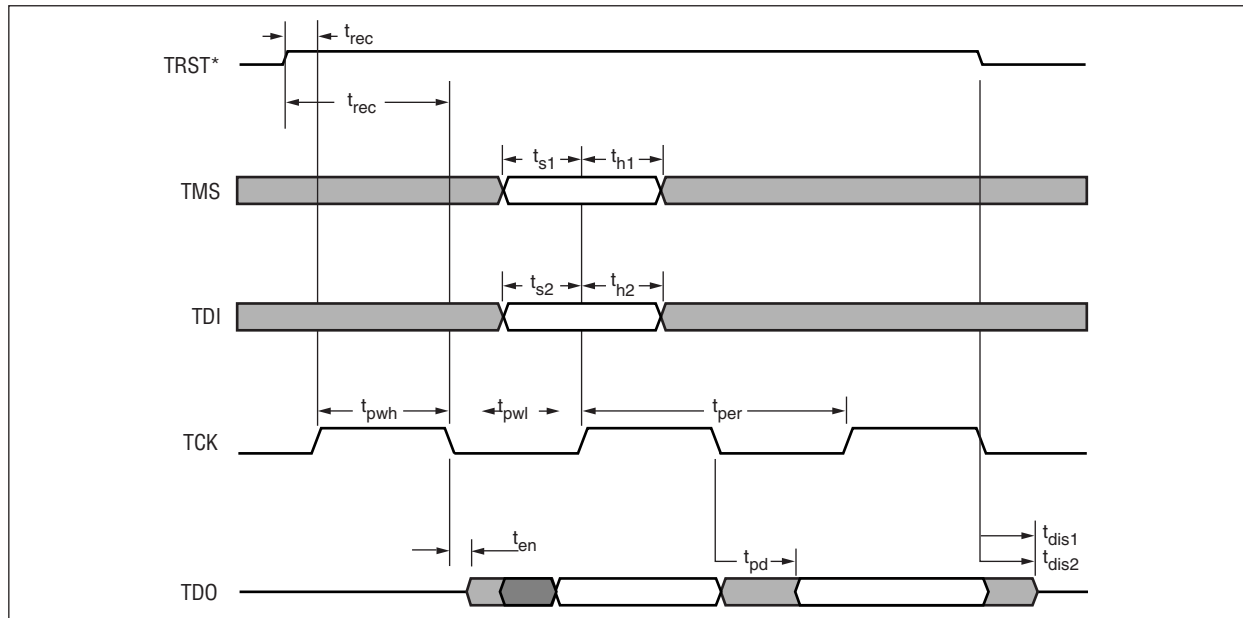 t_rec
TRST*
t_rec
t_s1 t_h1
TMS
t_s2 t_h2
TDI
t_pwh t_pwl t_per
TCK
t_en t_dis1
t_pd t_dis2
TDO